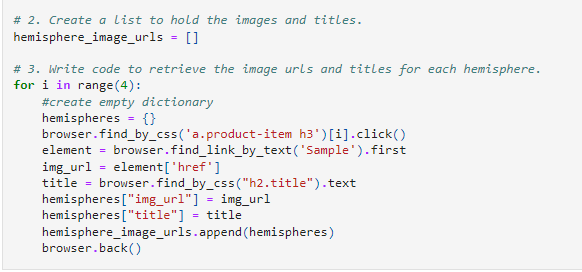 # 2. Create a list to hold the images and titles.
hemisphere_image_urls = []
# 3. Write code to retrieve the image urls and titles for each hemisphere.
for i in range(4):
    #create empty dictionary
    hemispheres = {}
    browser.find_by_css('a.product-item h3')[i].click()
    element = browser.find_link_by_text('Sample').first
    img_url = element['href']
    title = browser.find_by_css("h2.title").text
    hemispheres["img_url"] = img_url
    hemispheres["title"] = title
    hemisphere_image_urls.append(hemispheres)
    browser.back()